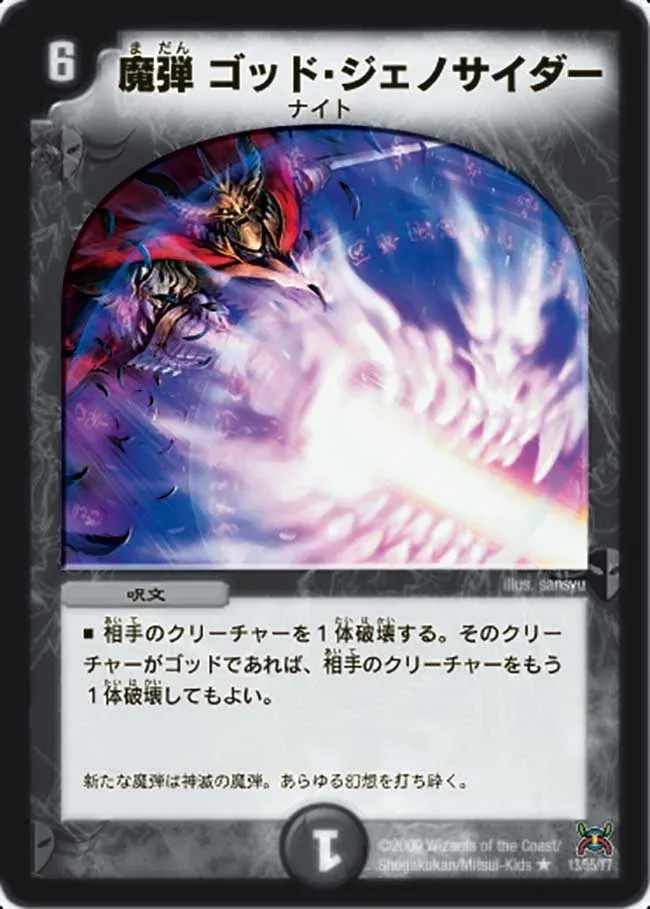 6
まだん
魔弾 ゴッド・ジェノサイダー
ナイト
illus. sansyu
呪文
あいて たいはかい
■ 相手のクリーチャーを1体破壊する。そのクリー
あいて
チャーがゴッドであれば、相手のクリーチャーをもう
たいはかい
1体破壊してもよい。
新たな魔弾は神滅の魔弾。あらゆる幻想を打ち砕く。
1
©2009 Wizards of the Coast/
Shogakukan/Mitsui-Kids ★ 13/55/Y7